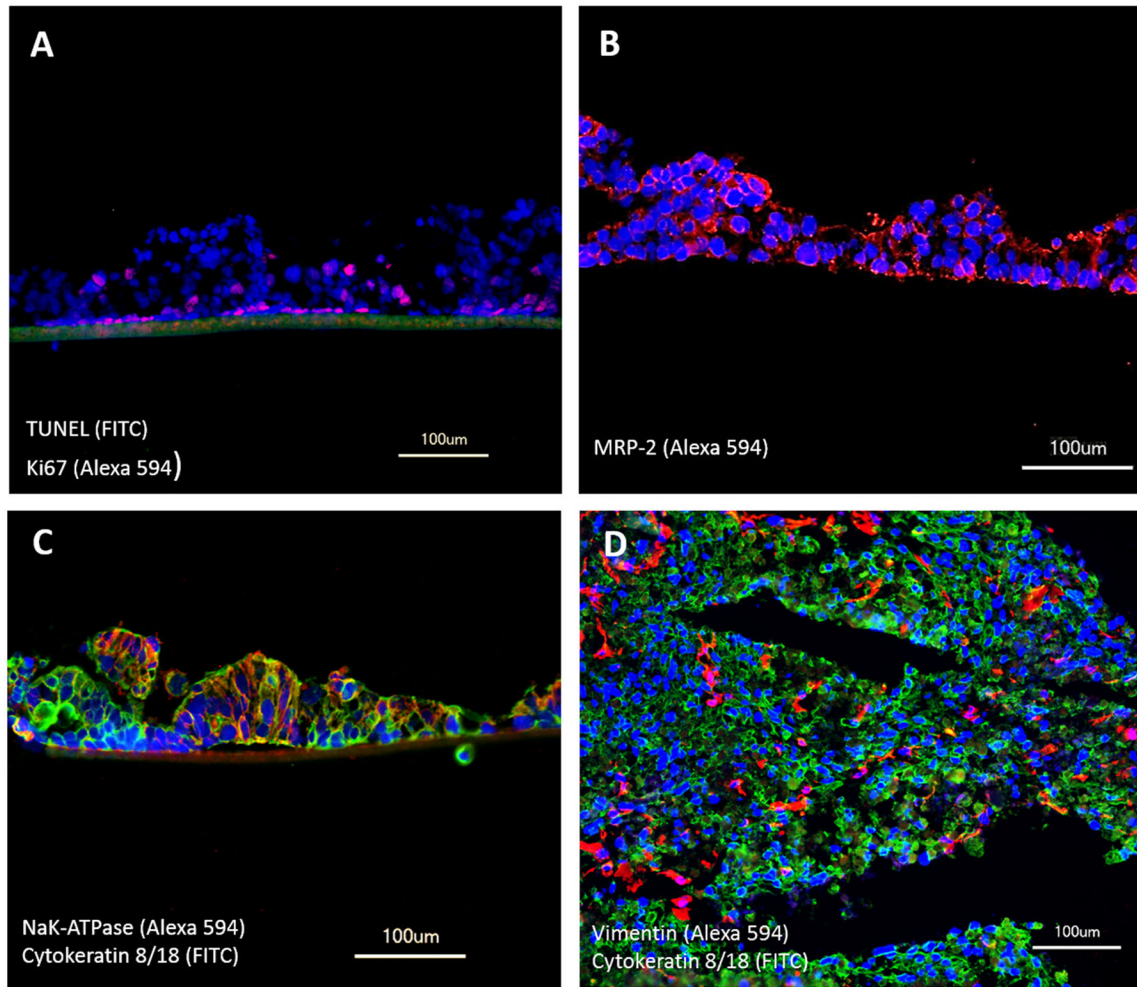 A
TUNEL (FITC)
Ki67 (Alexa 594)
100um
B
MRP-2 (Alexa 594)
100um
C
NaK-ATPase (Alexa 594)
Cytokeratin 8/18 (FITC)
100um
D
Vimentin (Alexa 594)
Cytokeratin 8/18 (FITC)
100um